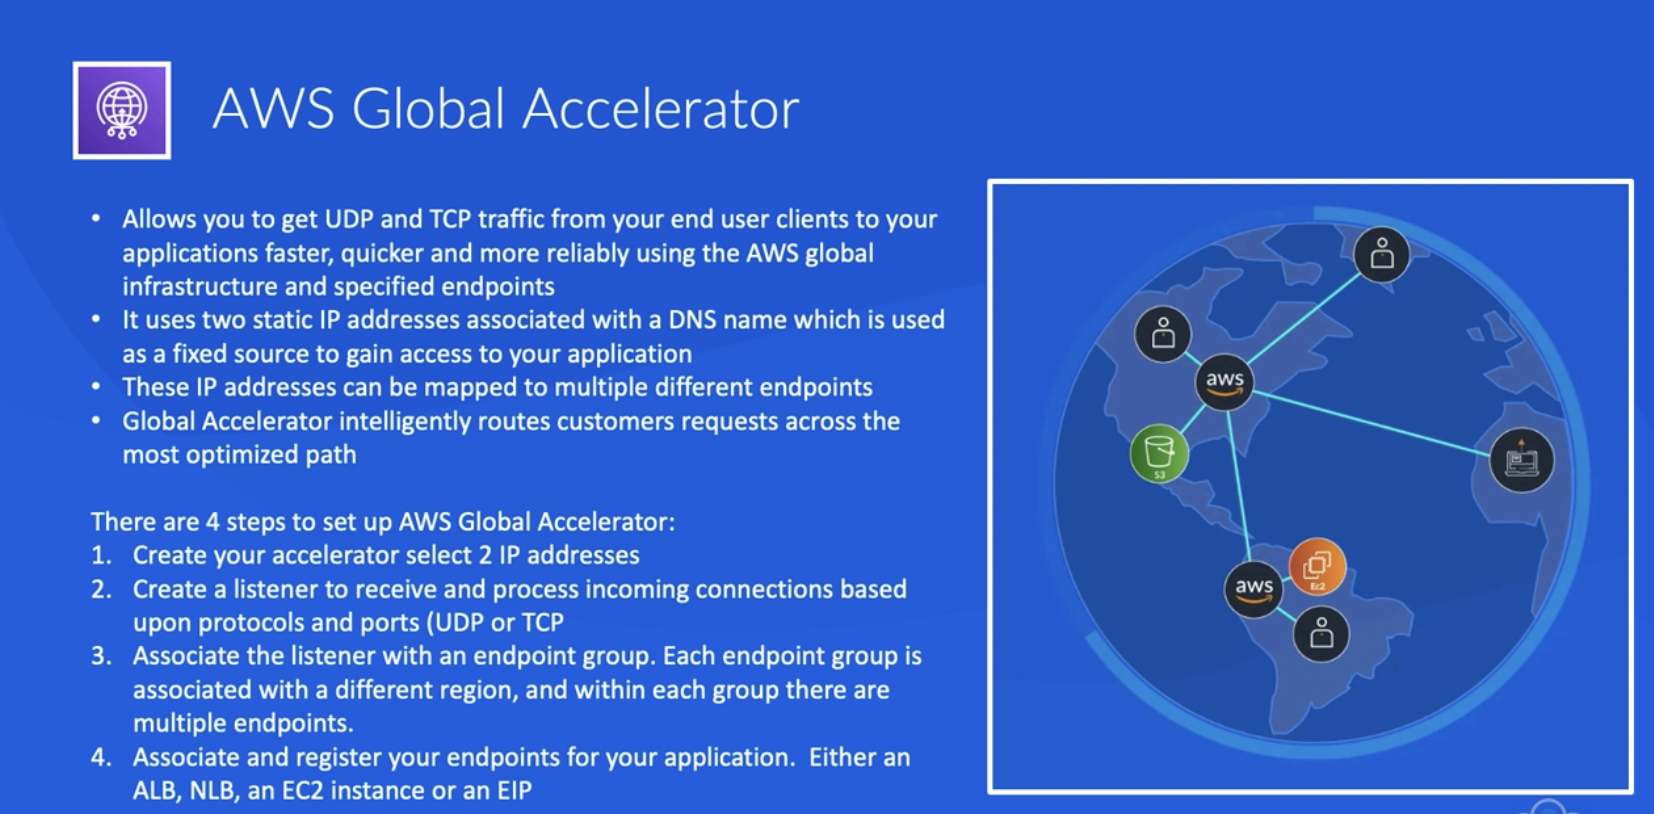 AWS Global Accelerator
• Allows you to get UDP and TCP traffic from your end user clients to your
applications faster, quicker and more reliably using the AWS global
infrastructure and specified endpoints
• It uses two static IP addresses associated with a DNS name which is used
as a fixed source to gain access to your application
• These IP addresses can be mapped to multiple different endpoints
• Global Accelerator intelligently routes customers requests across the
most optimized path
There are 4 steps to set up AWS Global Accelerator:
1. Create your accelerator select 2 IP addresses
2. Create a listener to receive and process incoming connections based
upon protocols and ports (UDP or TCP
3. Associate the listener with an endpoint group. Each endpoint group is
associated with a different region, and within each group there are
multiple endpoints.
4. Associate and register your endpoints for your application.  Either an
ALB, NLB, an EC2 instance or an EIP
aws
S3
Ec2
aws